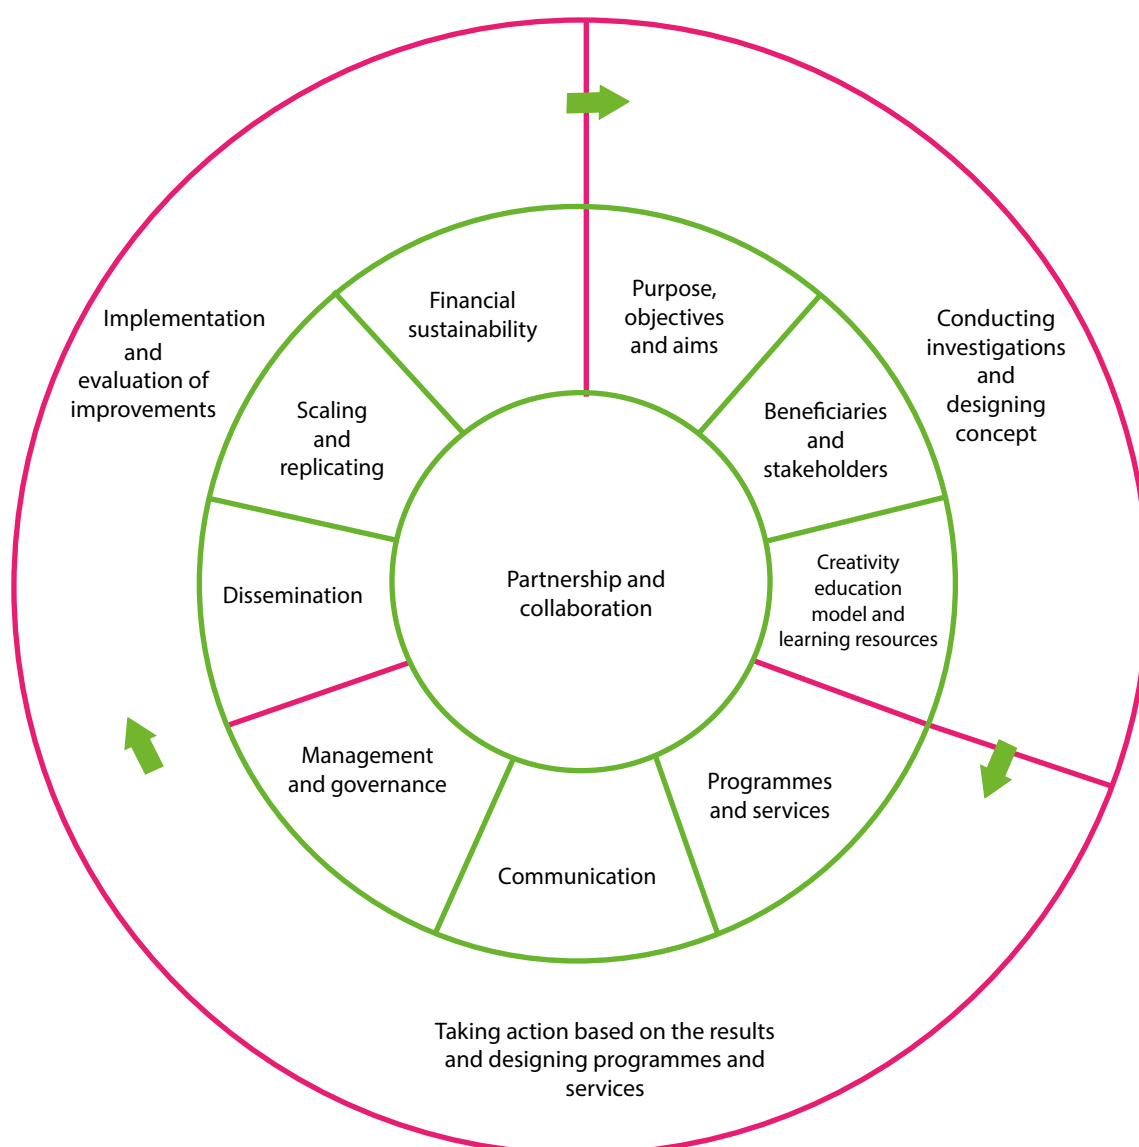 Purpose,
objectives
and aims
Beneficiaries
and
stakeholders
Creativity
education
model and
learning resources
Programmes
and services
Communication
Management
and governance
Dissemination
Scaling
and
replicating
Financial
sustainability
Partnership and
collaboration
Conducting
investigations
and
designing
concept
Taking action based on the results
and designing programmes and
services
Implementation
and
evaluation of
improvements